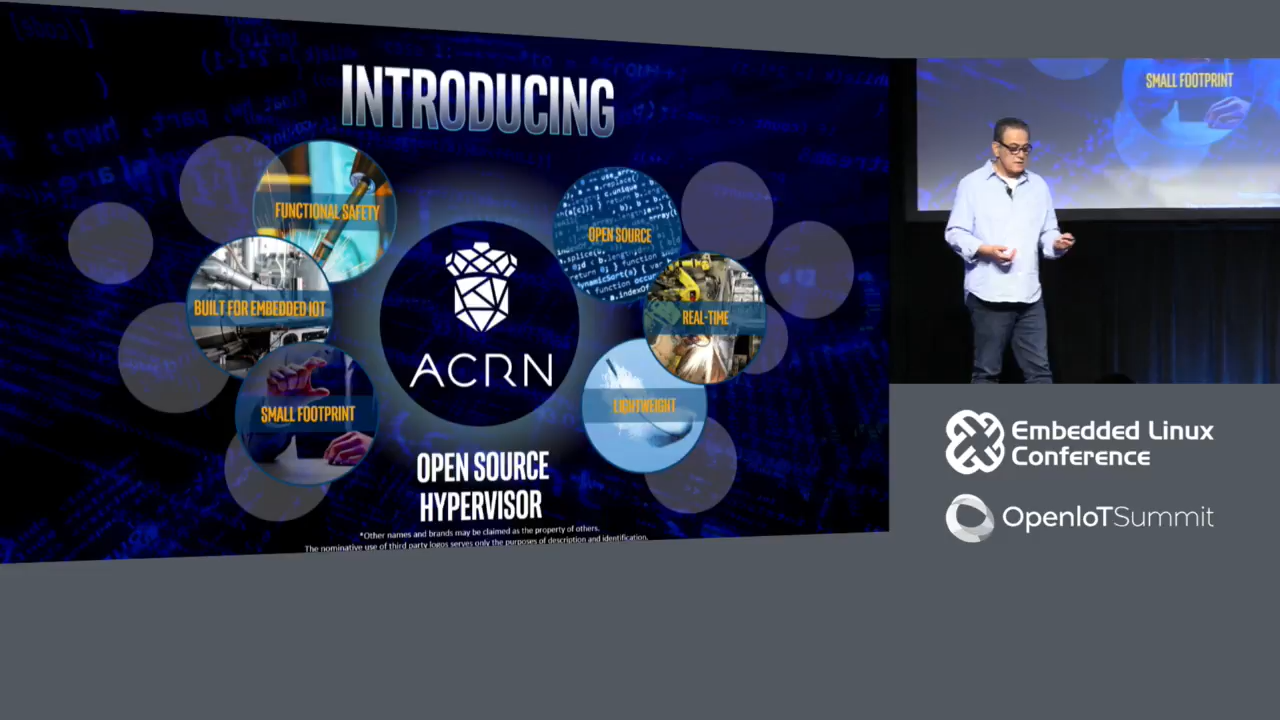 INTRODUCING
FUNCTIONAL SAFETY
OPEN SOURCE
BUILT FOR EMBEDDED IOT
REAL-TIME
SMALL FOOTPRINT
LIGHTWEIGHT
ACRN
OPEN SOURCE
HYPERVISOR
*Other names and brands may be claimed as the property of others.
The nominative use of third party logos serves only the purposes of description and identification.
SMALL FOOTPRINT
Embedded Linux
Conference
OpenIoTSummit